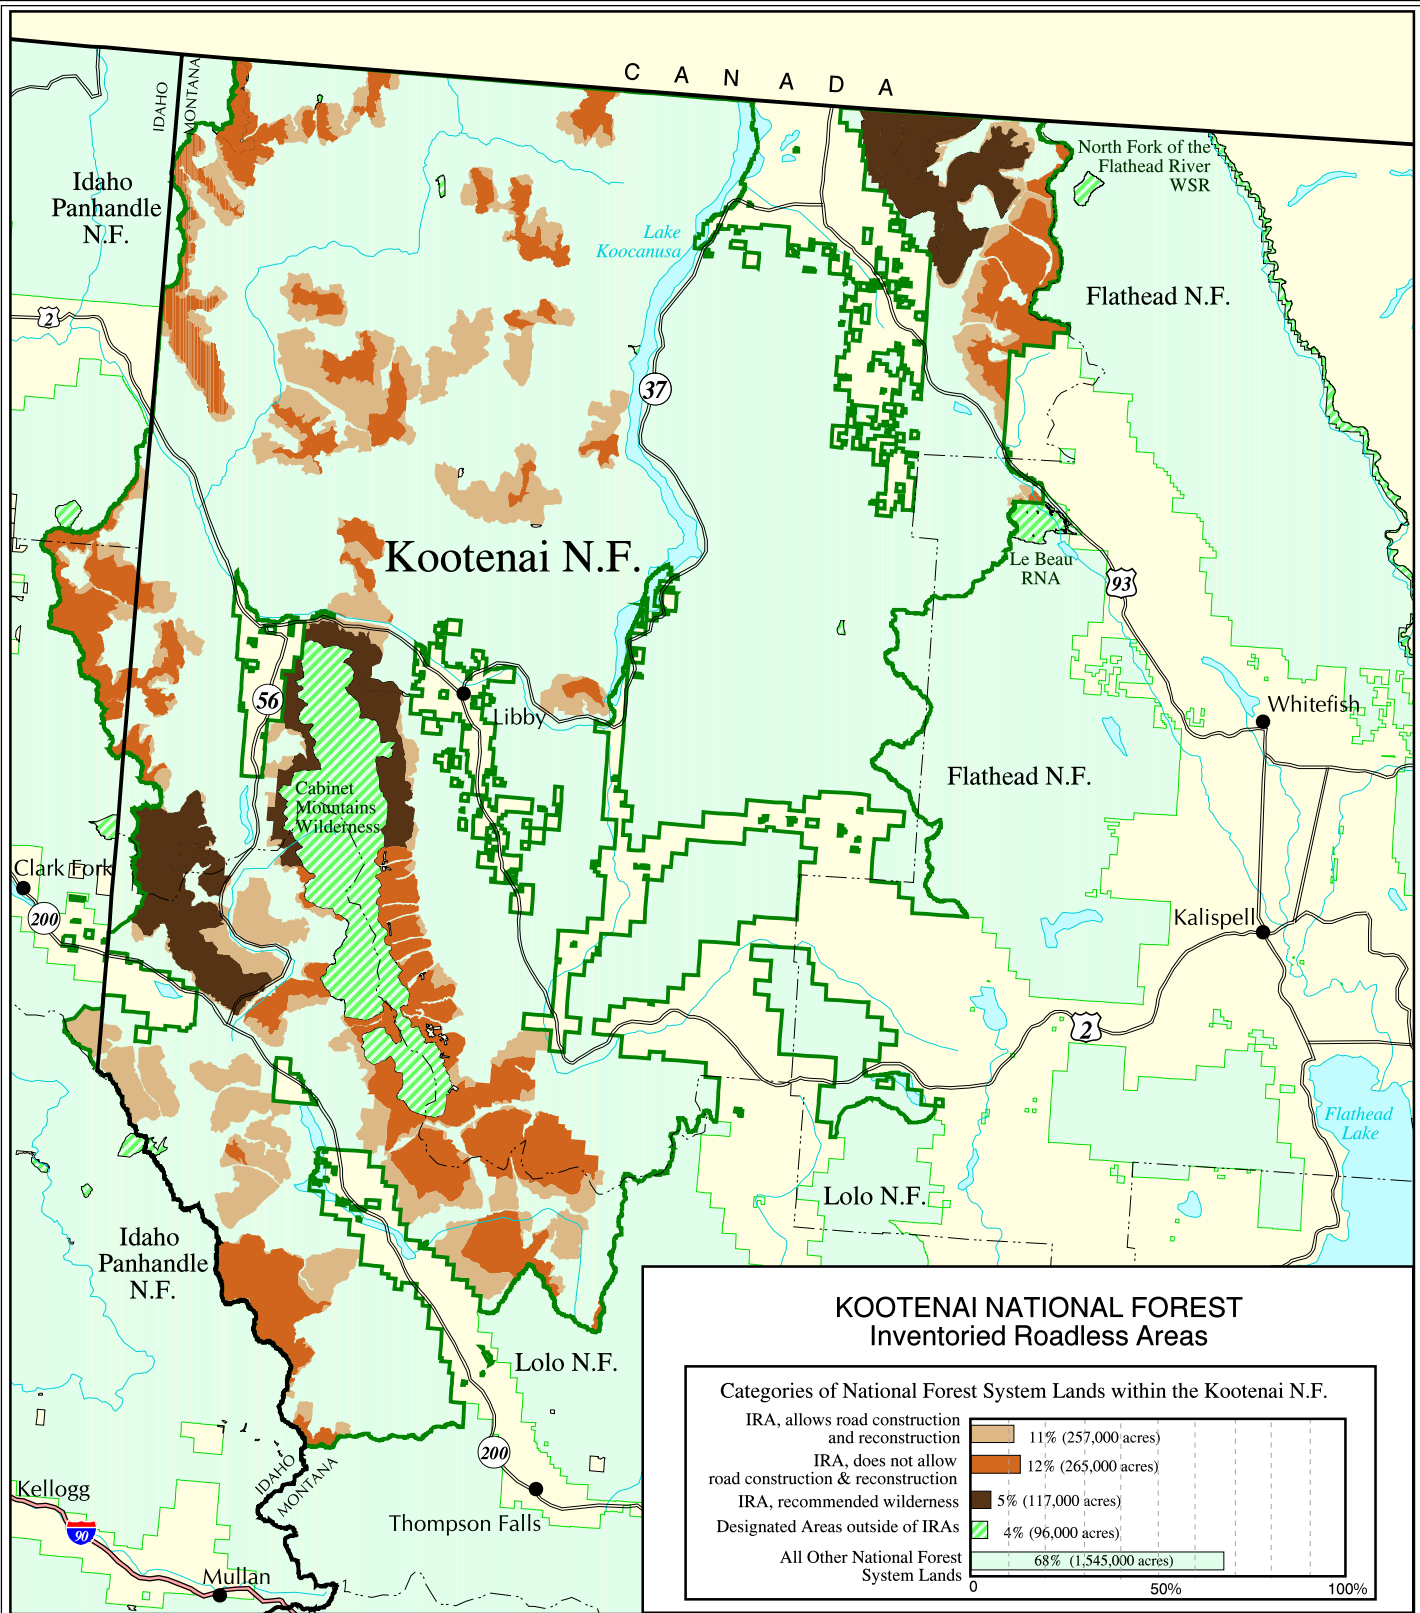 C A N A D A
IDAHO
MONTANA
North Fork of the
Flathead River
WSR
Idaho
Panhandle
N.F.
Lake
Koocanusa
Flathead N.F.
2
37
Kootenai N.F.
Le Beau
RNA
93
56
Libby
Whitefish
Flathead N.F.
Cabinet
Mountains
Wilderness
Clark Fork
200
Kalispell
2
Flathead
Lake
Lolo N.F.
Idaho
Panhandle
N.F.
Lolo N.F.
200
IDAHO
MONTANA
Kellogg
90
Thompson Falls
Mullan
KOOTENAI NATIONAL FOREST
Inventoried Roadless Areas
Categories of National Forest System Lands within the Kootenai N.F.
IRA, allows road construction
and reconstruction
11% (257,000 acres)
IRA, does not allow
road construction & reconstruction
12% (265,000 acres)
IRA, recommended wilderness
5% (117,000 acres)
Designated Areas outside of IRAs
4% (96,000 acres)
All Other National Forest
System Lands
68% (1,545,000 acres)
0 50% 100%